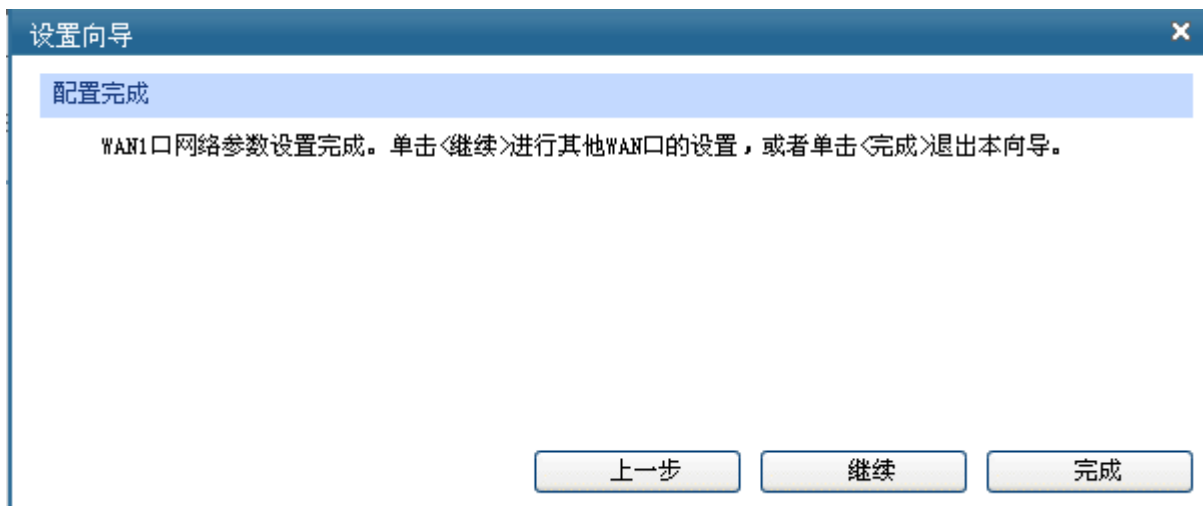 设置向导
配置完成
WAN1口网络参数设置完成。单击<继续>进行其他WAN口的设置，或者单击<完成>退出本向导。
上一步 继续 完成